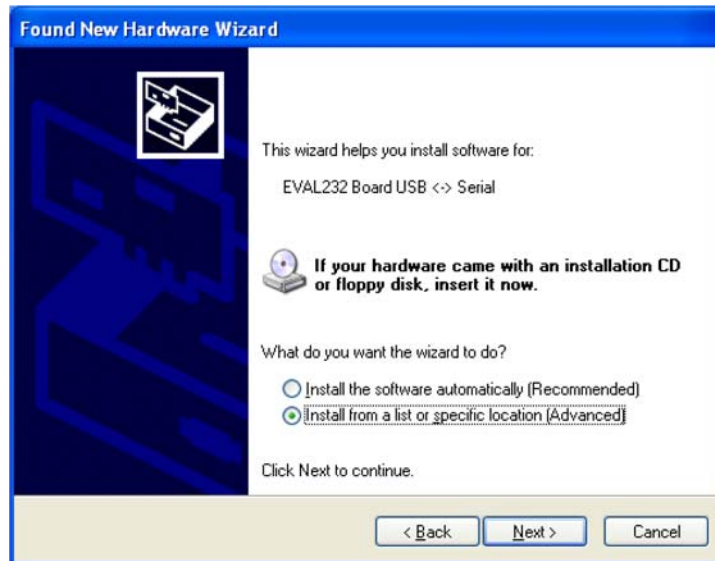 Found New Hardware Wizard
This wizard helps you install software for:
EVAL232 Board USB <-> Serial
If your hardware came with an installation CD
or floppy disk, insert it now.
What do you want the wizard to do?
Install the software automatically (Recommended)
Install from a list or specific location (Advanced)
Click Next to continue.
< Back Next > Cancel